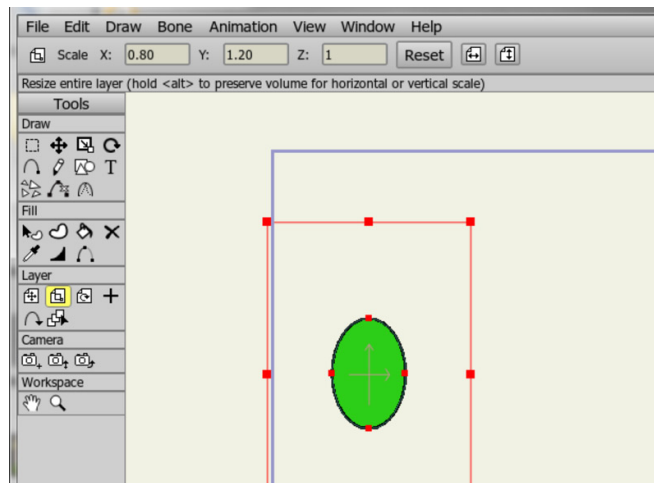 File Edit Draw Bone Animation View Window Help
Scale X: 0.80 Y: 1.20 Z: 1 Reset
Resize entire layer (hold <alt> to preserve volume for horizontal or vertical scale)
Tools
Draw
T
Fill
Layer
Camera
Workspace